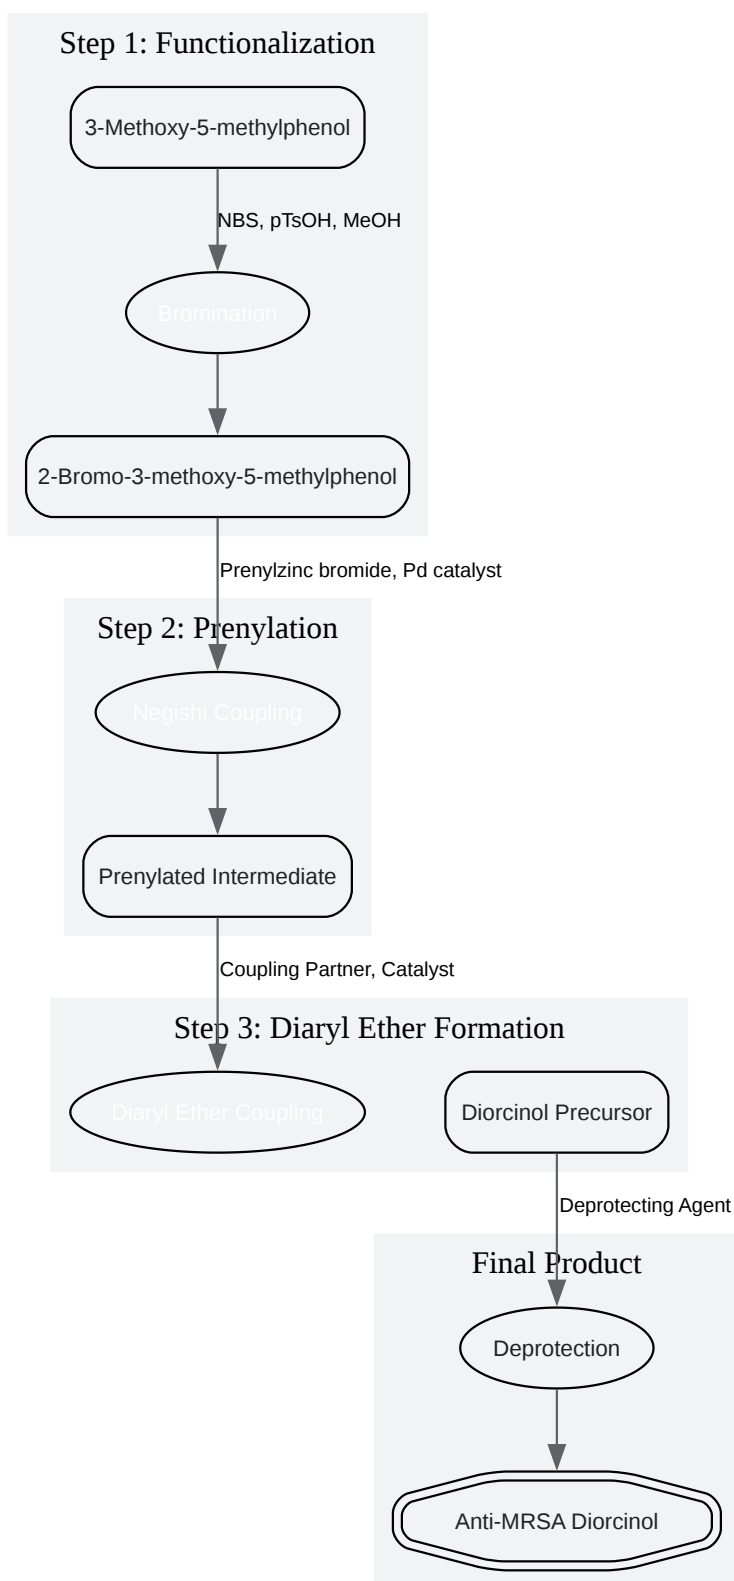 Step 1: Functionalization
3-Methoxy-5-methylphenol
NBS, pTsOH, MeOH
Bromination
2-Bromo-3-methoxy-5-methylphenol
Prenylzinc bromide, Pd catalyst
Step 2: Prenylation
Negishi Coupling
Prenylated Intermediate
Coupling Partner, Catalyst
Step 3: Diaryl Ether Formation
Diaryl Ether Coupling
Diorcinol Precursor
Deprotecting Agent
Final Product
Deprotection
Anti-MRSA Diorcinol